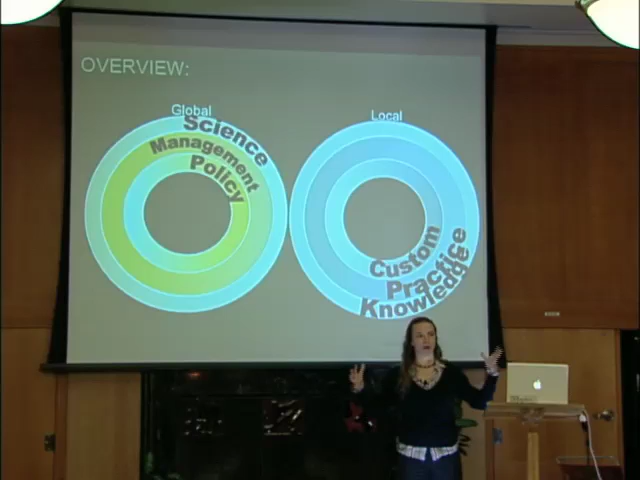 OVERVIEW:
Global
Science
Management
Policy
Local
Custom
Practice
Knowledge